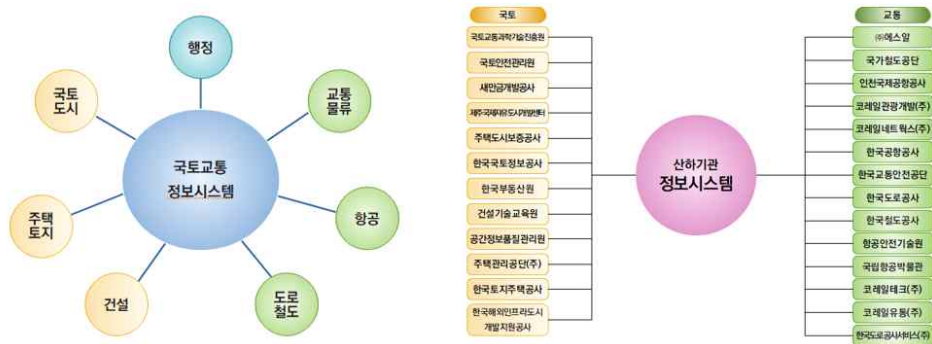 행정
국토
도시
교통
물류
국토교통
정보시스템
주택
토지
항공
건설
도로
철도
국토
국토교통과학기술진흥원
국토안전관리원
새만금개발공사
제주국제자유도시개발센터
주택도시보증공사
한국국토정보공사
한국부동산원
건설기술교육원
공간정보품질관리원
주택관리공단(주)
한국토지주택공사
한국해외인프라도시
개발지원공사
산하기관
정보시스템
교통
㈜에스알
국가철도공단
인천국제공항공사
코레일관광개발(주)
코레일네트웍스(주)
한국공항공사
한국교통안전공단
한국도로공사
한국철도공사
항공안전기술원
국립항공박물관
코레일테크(주)
코레일유통(주)
한국도로공사서비스(주)